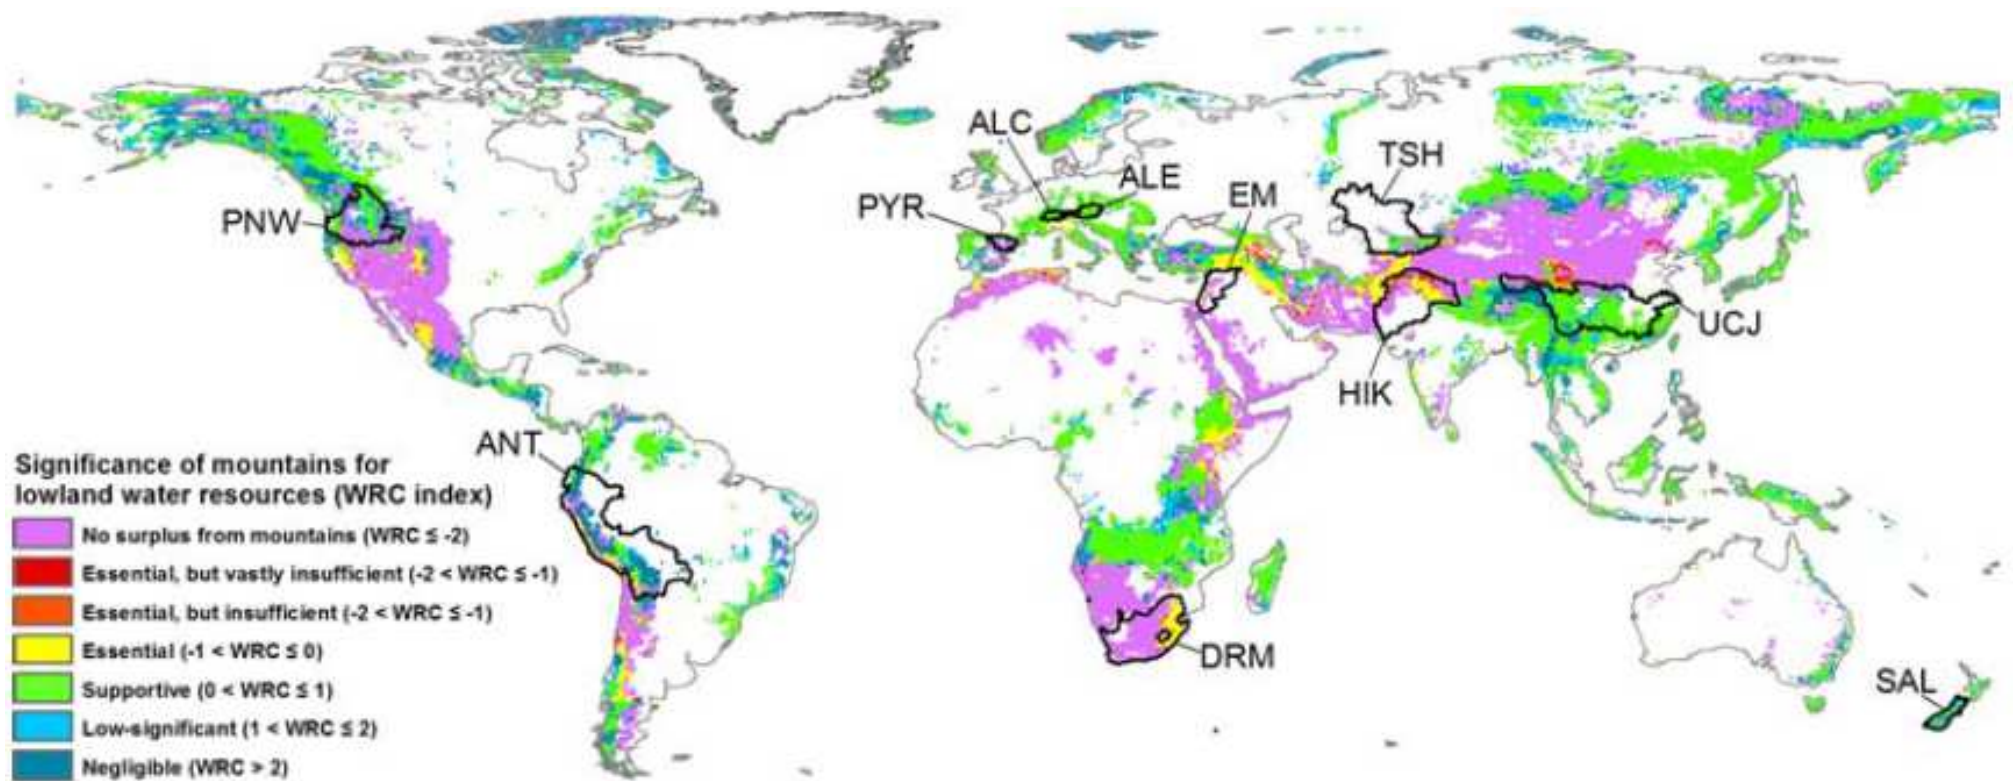 ALC
TSH
ALE
PYR
EM
PNW
UCJ
HIK
ANT
DRM
SAL
Significance of mountains for
lowland water resources (WRC index)
No surplus from mountains (WRC ≤ -2)
Essential, but vastly insufficient (-2 < WRC ≤ -1)
Essential, but insufficient (-2 < WRC ≤ -1)
Essential (-1 < WRC ≤ 0)
Supportive (0 < WRC ≤ 1)
Low-significant (1 < WRC ≤ 2)
Negligible (WRC > 2)